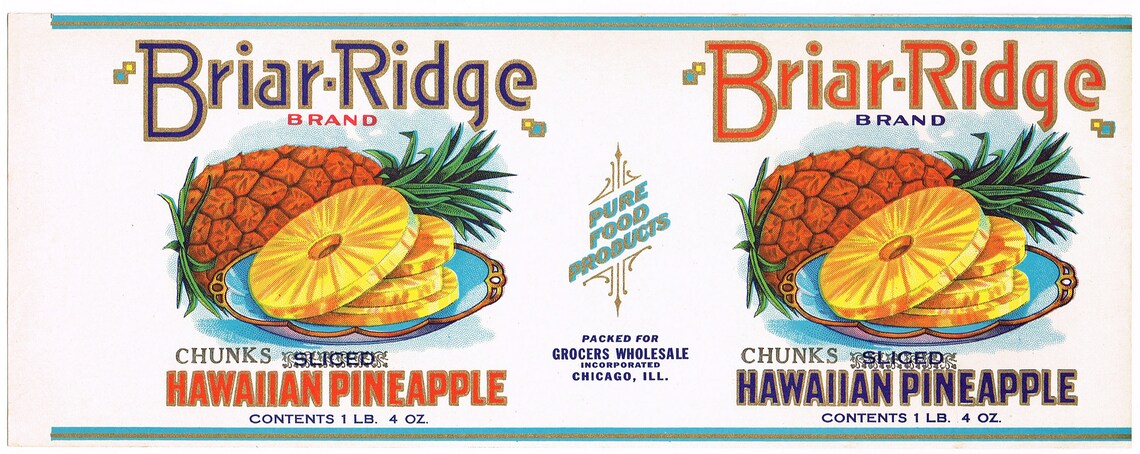 Briar-Ridge
BRAND
CHUNKS SLICED
HAWAIIAN PINEAPPLE
CONTENTS 1 LB. 4 OZ.
PURE
FOOD
PRODUCTS
PACKED FOR
GROCERS WHOLESALE
INCORPORATED
CHICAGO, ILL.
Briar-Ridge
BRAND
CHUNKS SLICED
HAWAIIAN PINEAPPLE
CONTENTS 1 LB. 4 OZ.